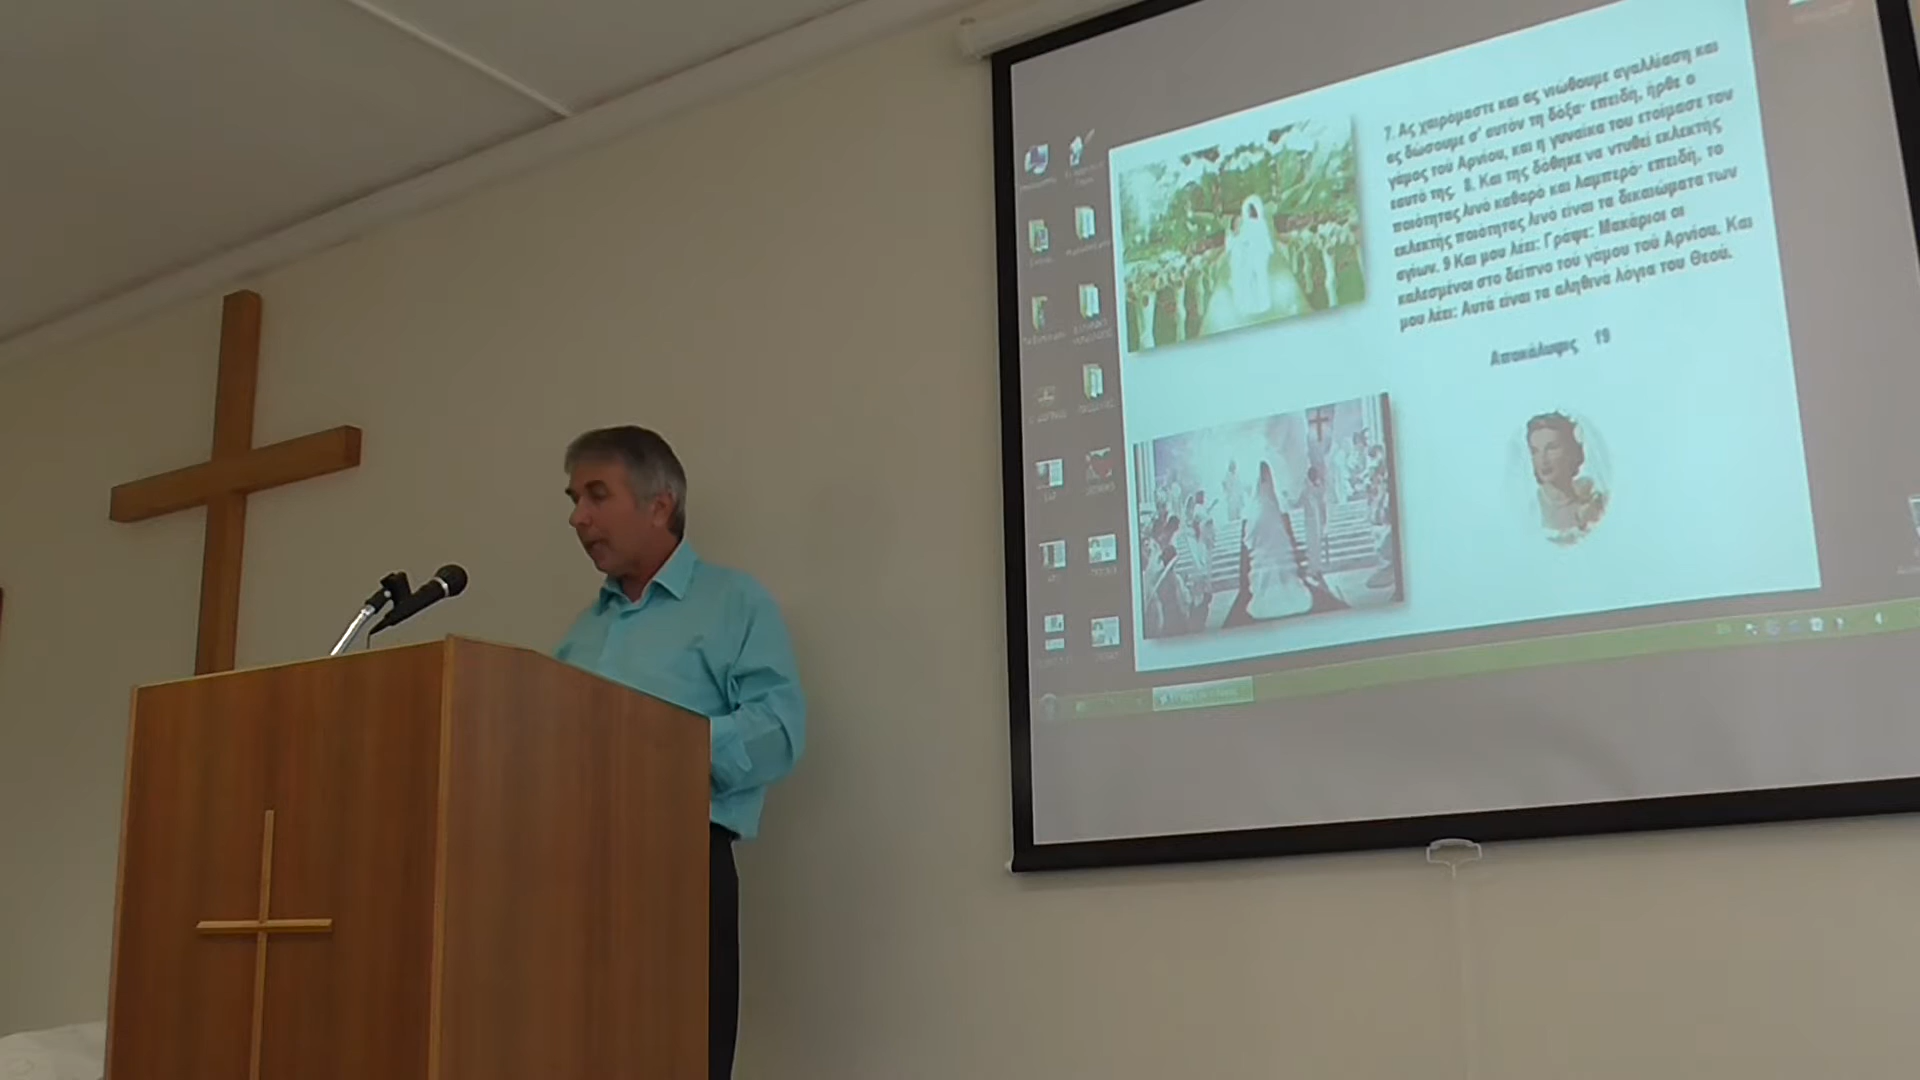 7. Ας χαιρόμαστε και ας νιώθουμε αγαλλίαση και
ας δώσουμε σ' αυτόν τη δόξα· επειδή, ήρθε ο
γάμος τού Αρνίου, και η γυναίκα του ετοίμασε τον
εαυτό της. 8. Και της δόθηκε να ντυθεί εκλεκτής
ποιότητας λινό καθαρό και λαμπερό· επειδή, το
εκλεκτής ποιότητας λινό είναι τα δικαιώματα των
αγίων. 9 Και μου λέει: Γράψε: Μακάριοι οι
καλεσμένοι στο δείπνο τού γάμου τού Αρνίου. Και
μου λέει: Αυτά είναι τα αληθινά λόγια του Θεού.
Αποκάλυψις 19